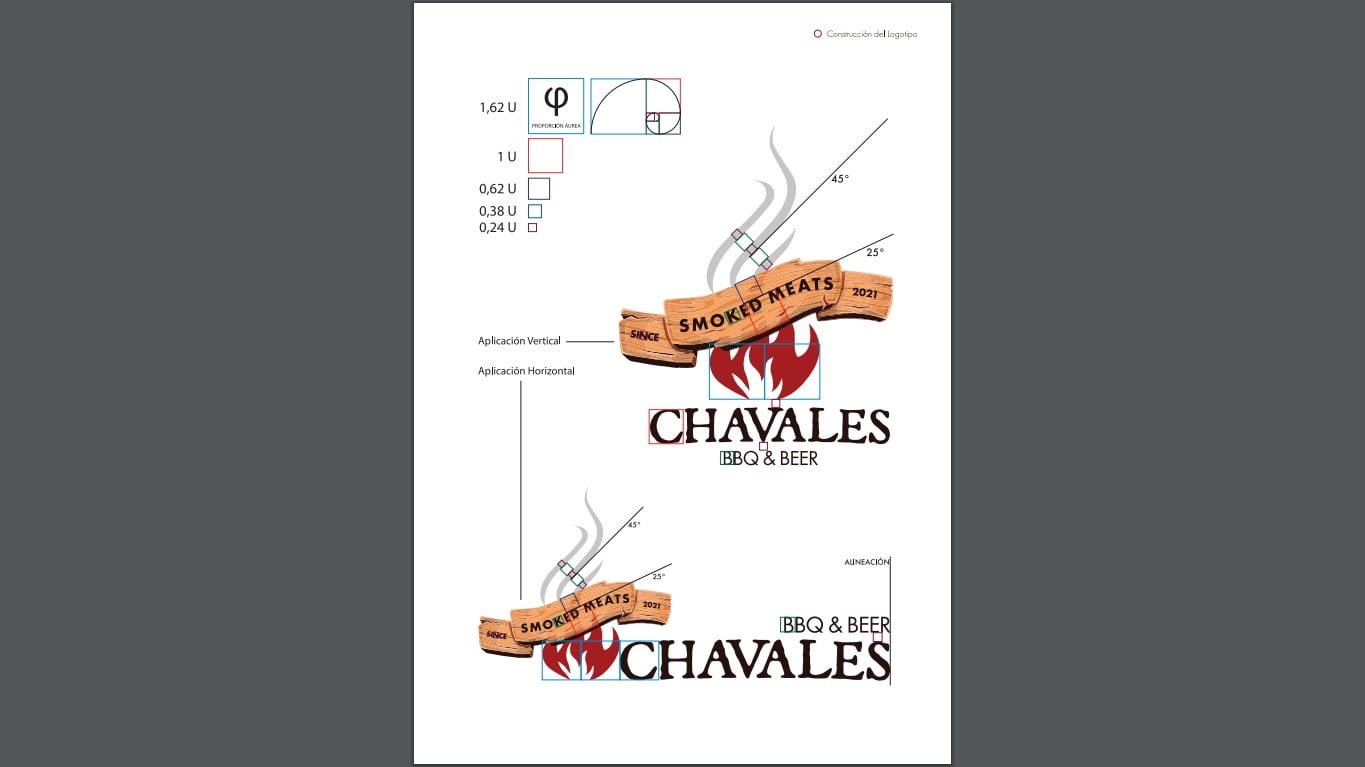 Construcción del Logotipo
1,62 U
φ
PROPORCIÓN ÁUREA
1 U
0,62 U
0,38 U
0,24 U
45°
25°
SMOKED MEATS
2021
SINCE
Aplicación Vertical
Aplicación Horizontal
CHAVALES
BBQ & BEER
45°
25°
SMOKED MEATS
2021
SINCE
ALINEACIÓN
BBQ & BEER
CHAVALES